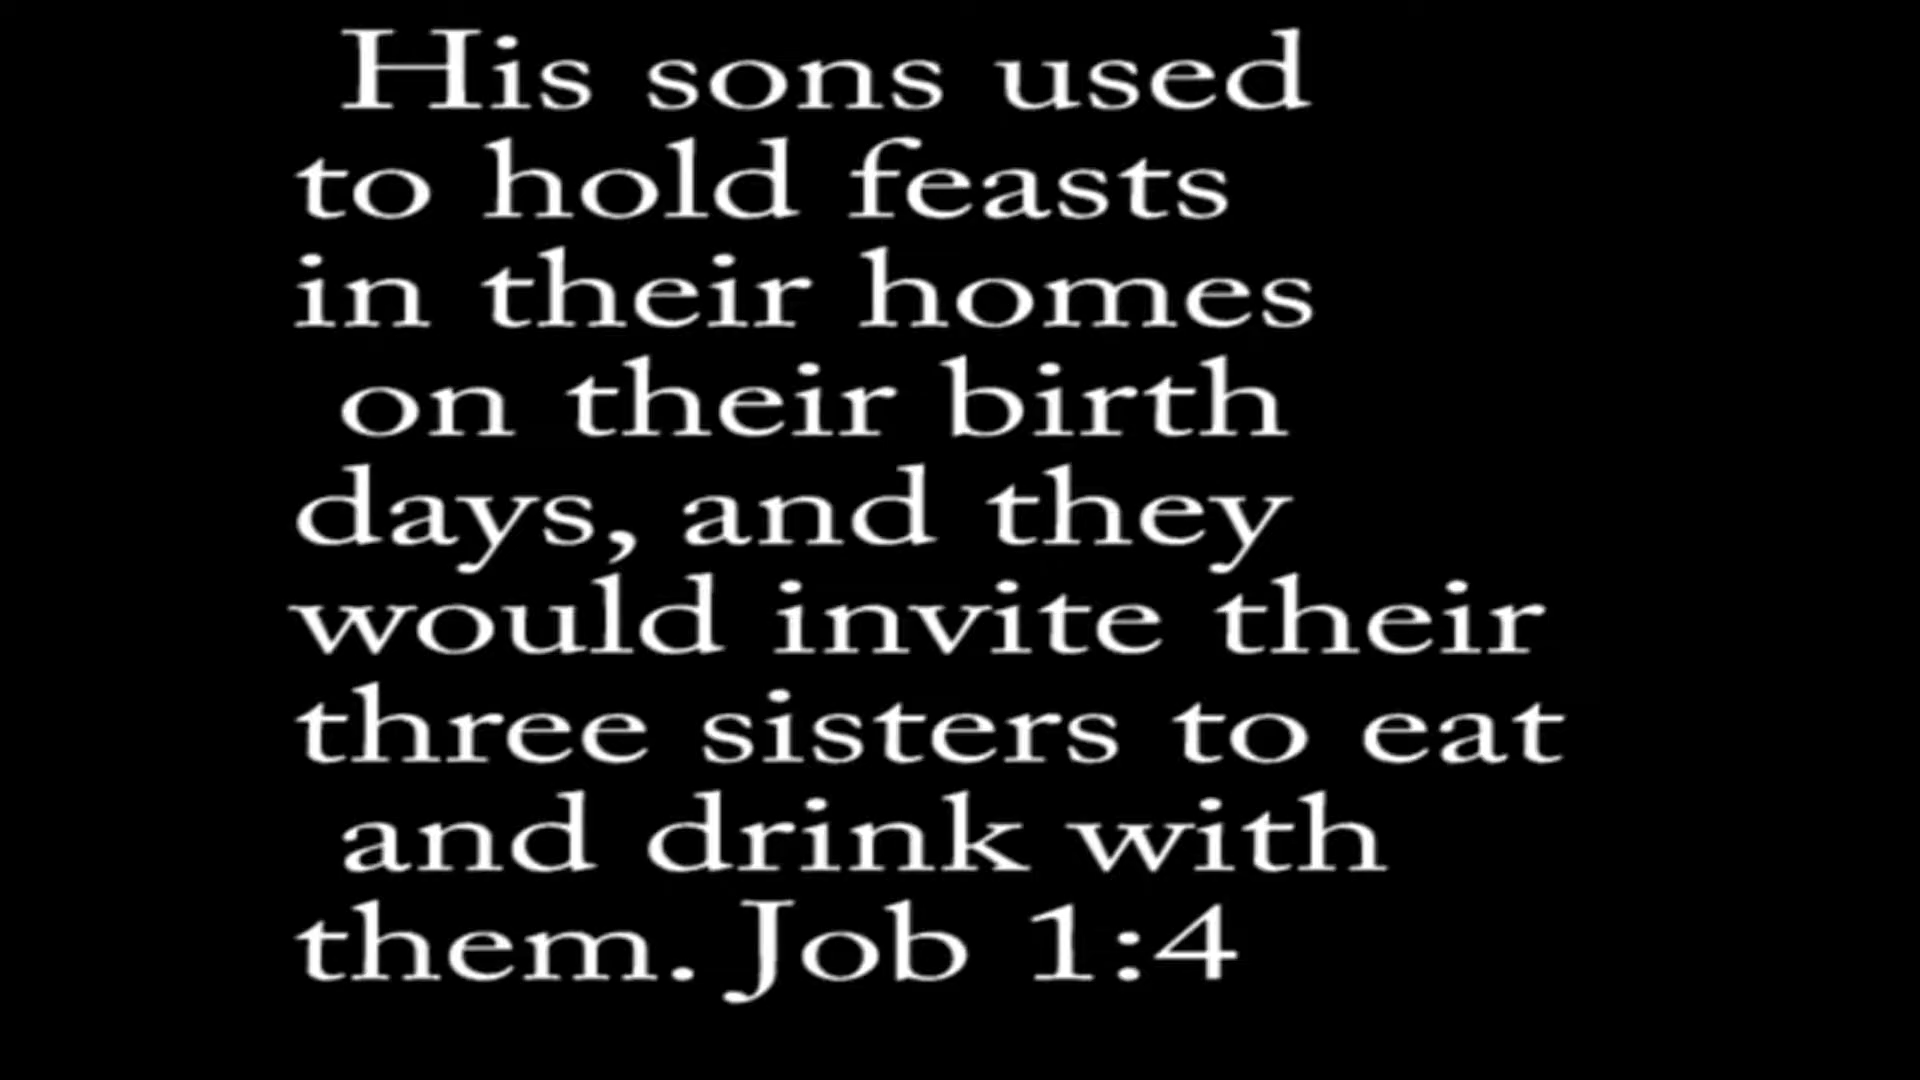 His sons used
to hold feasts
in their homes
on their birth
days, and they
would invite their
three sisters to eat
and drink with
them. Job 1:4